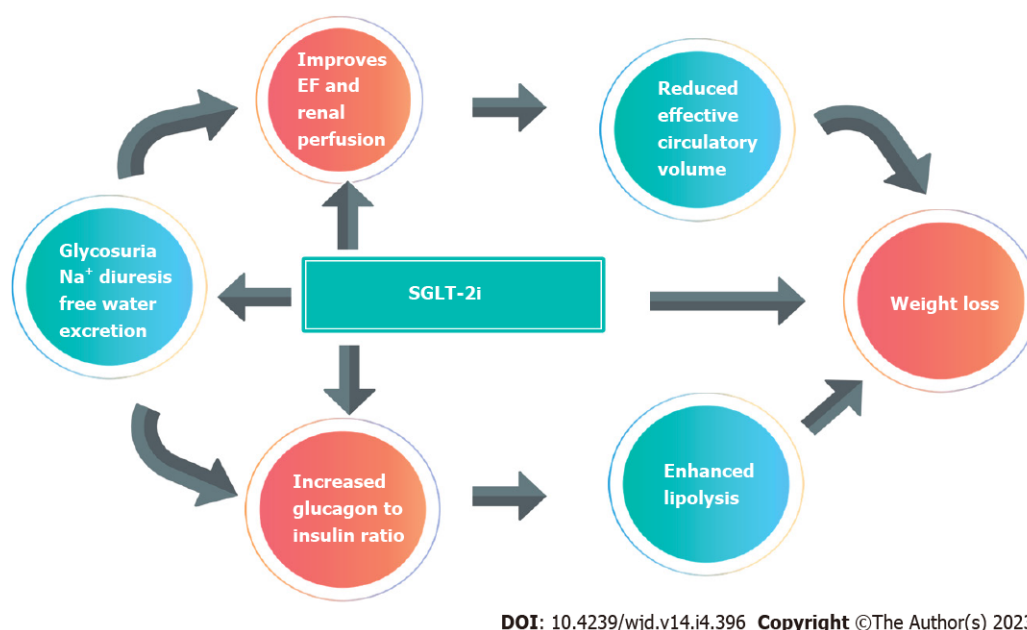 Improves
EF and
renal
perfusion
Reduced
effective
circulatory
volume
Glycosuria
Na⁺ diuresis
free water
excretion
SGLT-2i
Weight loss
Increased
glucagon to
insulin ratio
Enhanced
lipolysis
DOI: 10.4239/wjd.v14.i4.396 Copyright ©The Author(s) 2023